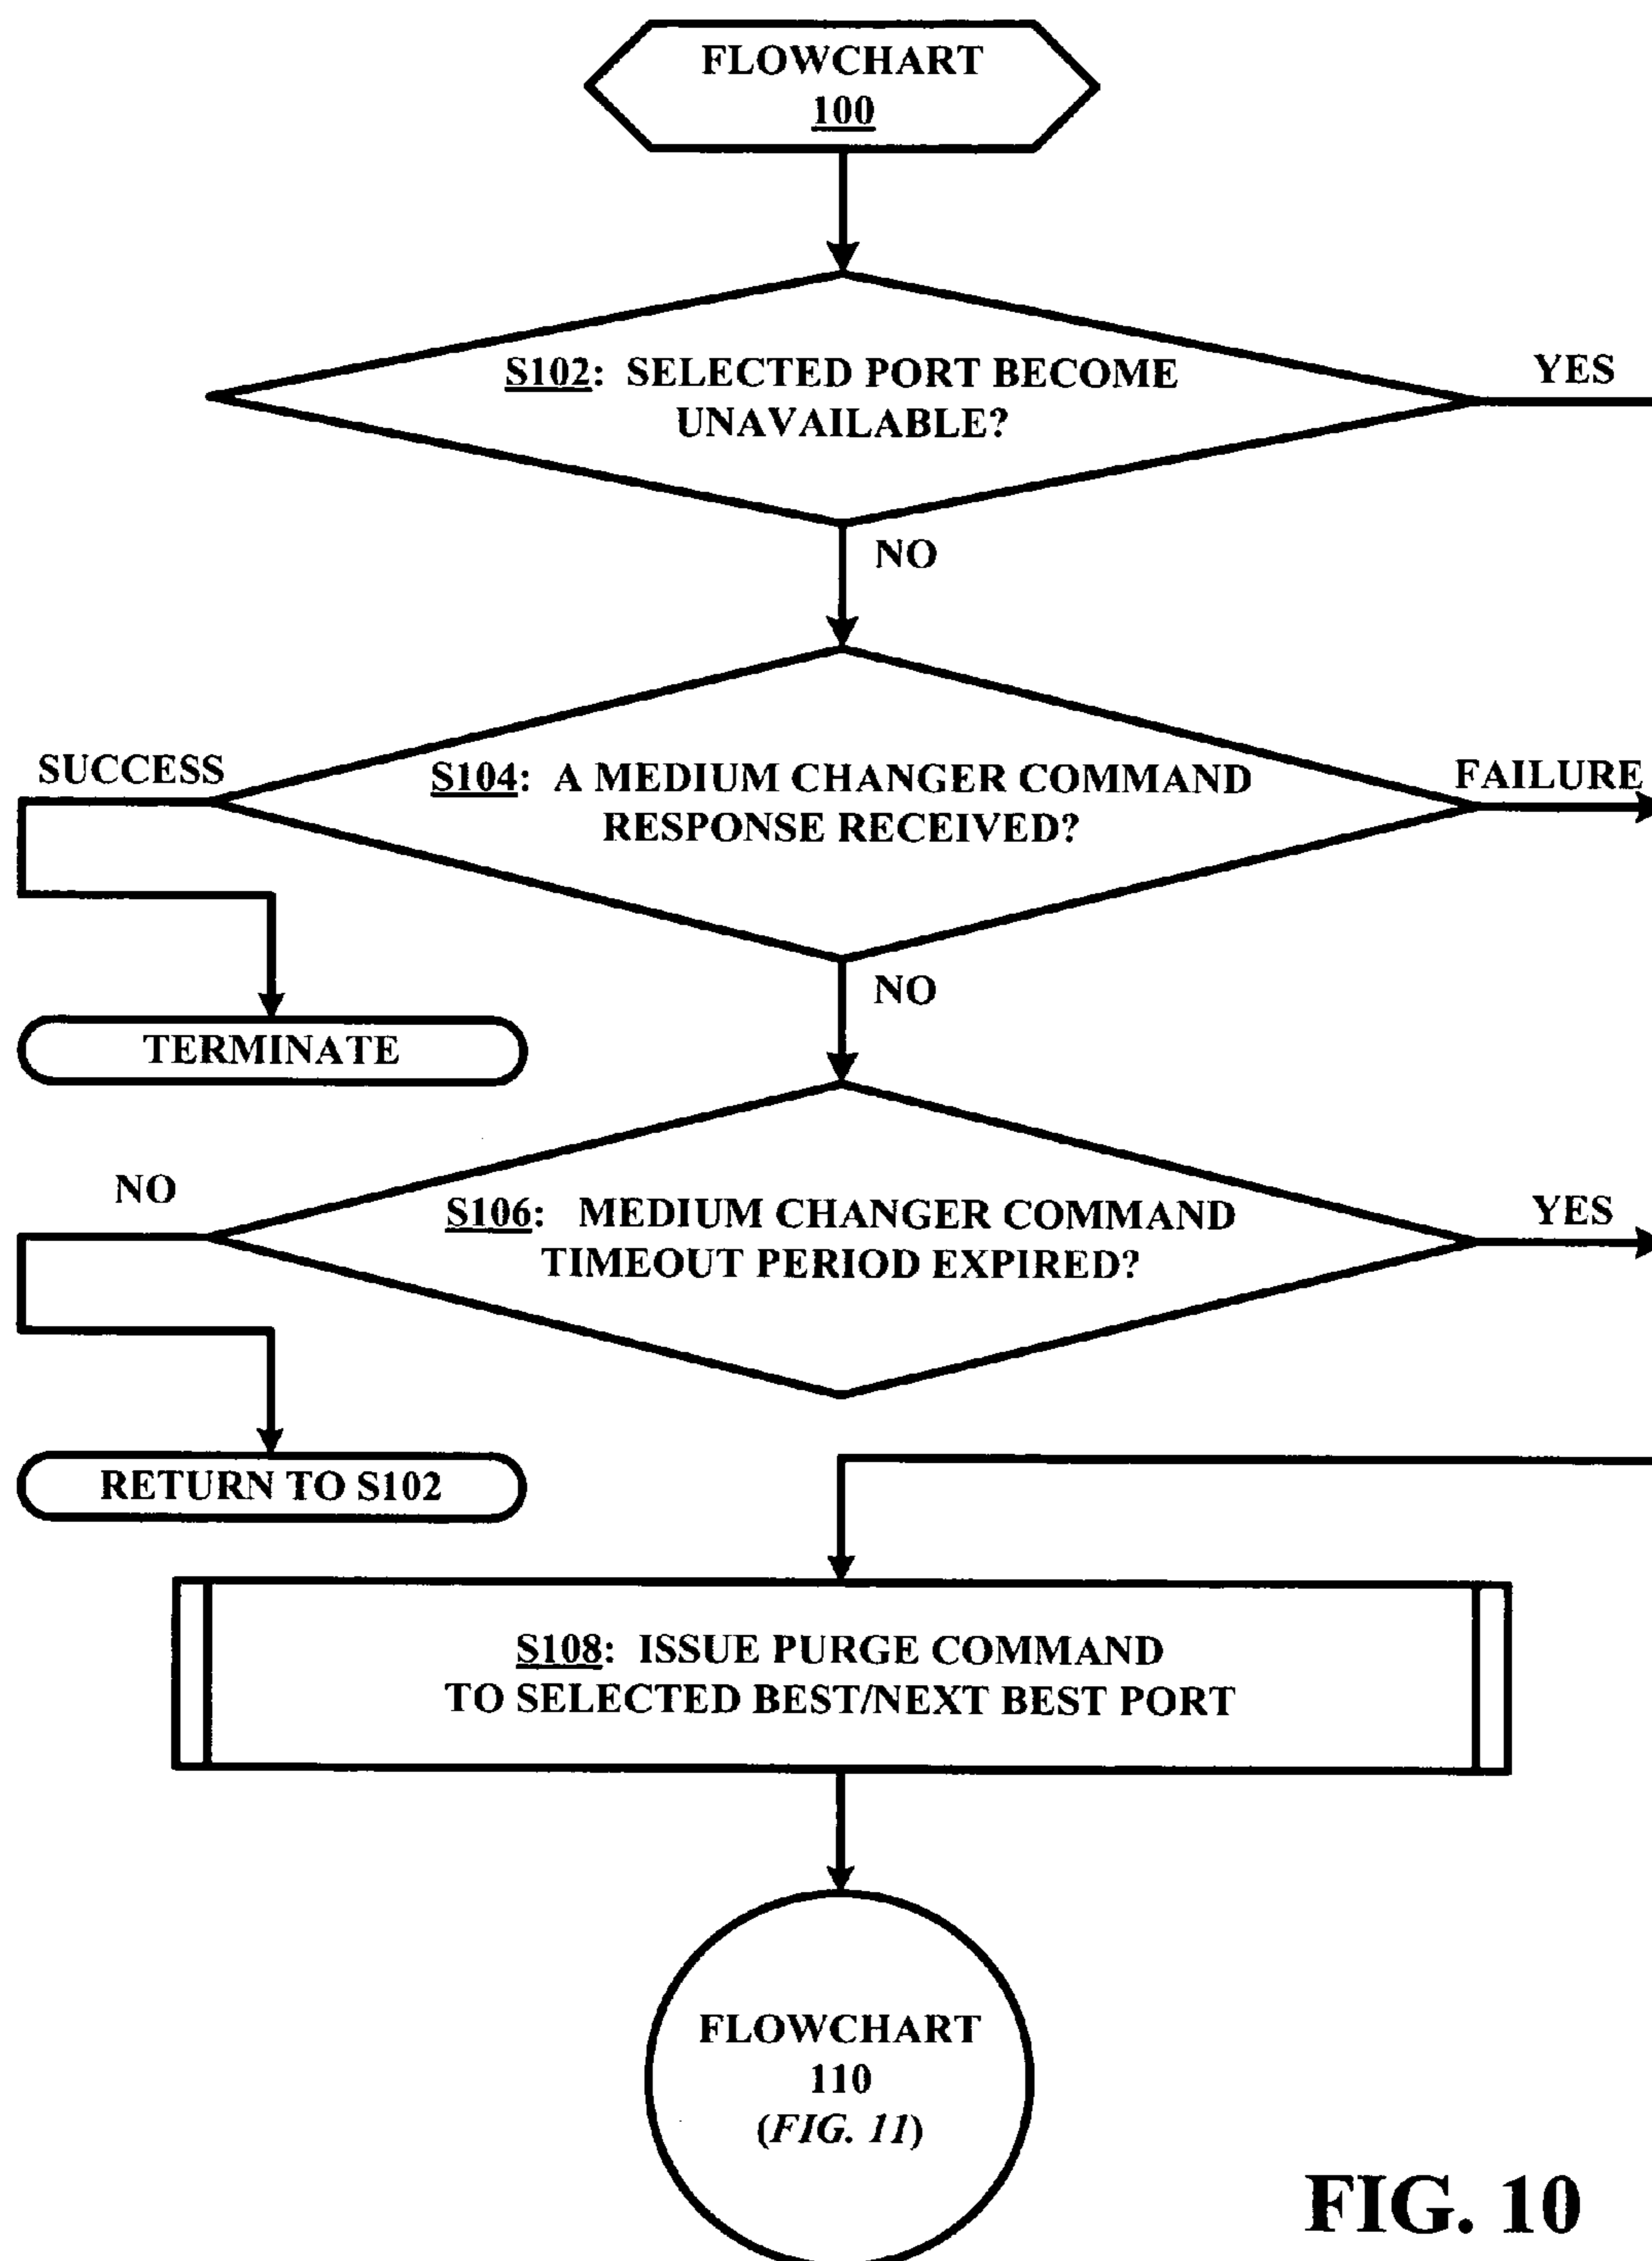 FLOWCHART
100
S102: SELECTED PORT BECOME
UNAVAILABLE?
YES
NO
SUCCESS
S104: A MEDIUM CHANGER COMMAND
RESPONSE RECEIVED?
FAILURE
NO
TERMINATE
NO
S106: MEDIUM CHANGER COMMAND
TIMEOUT PERIOD EXPIRED?
YES
RETURN TO S102
S108: ISSUE PURGE COMMAND
TO SELECTED BEST/NEXT BEST PORT
FLOWCHART
110
(FIG. 11)
FIG. 10